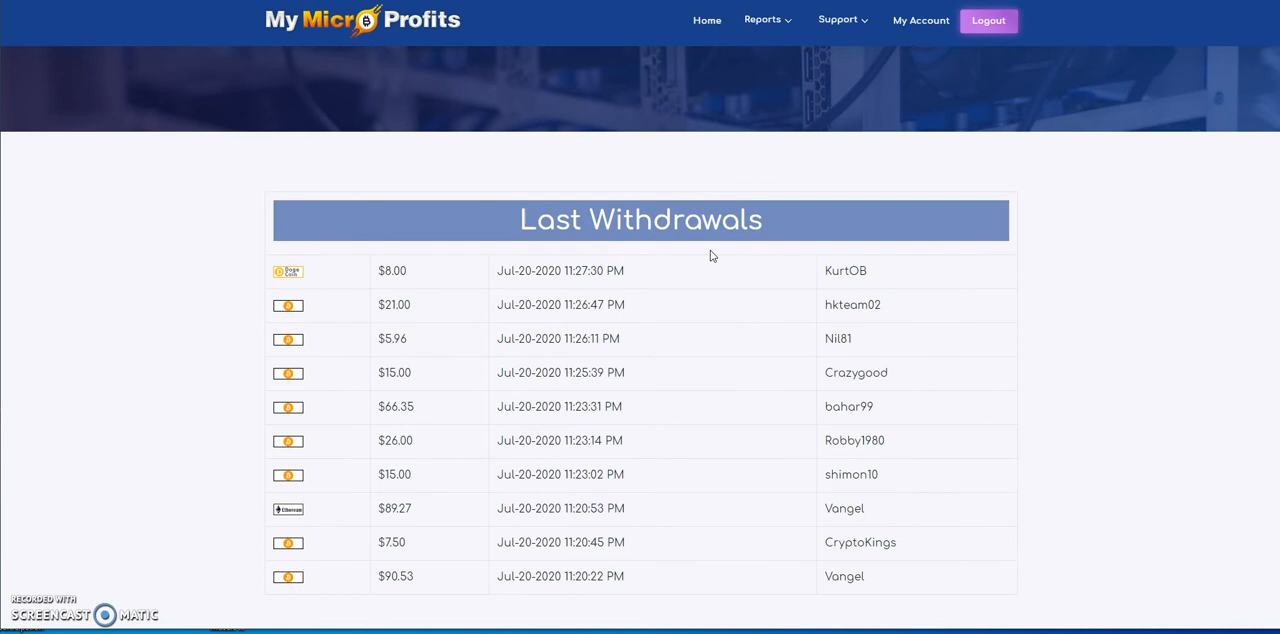 My Micro Profits
Home Reports Support My Account Logout
Last Withdrawals
Doge Coin $8.00 Jul-20-2020 11:27:30 PM KurtOB
$21.00 Jul-20-2020 11:26:47 PM hkteam02
$5.96 Jul-20-2020 11:26:11 PM Nil81
$15.00 Jul-20-2020 11:25:39 PM Crazygood
$66.35 Jul-20-2020 11:23:31 PM bahar99
$26.00 Jul-20-2020 11:23:14 PM Robby1980
$15.00 Jul-20-2020 11:23:02 PM shimon10
Ethereum $89.27 Jul-20-2020 11:20:53 PM Vangel
$7.50 Jul-20-2020 11:20:45 PM CryptoKings
$90.53 Jul-20-2020 11:20:22 PM Vangel
RECORDED WITH
SCREENCAST MATIC